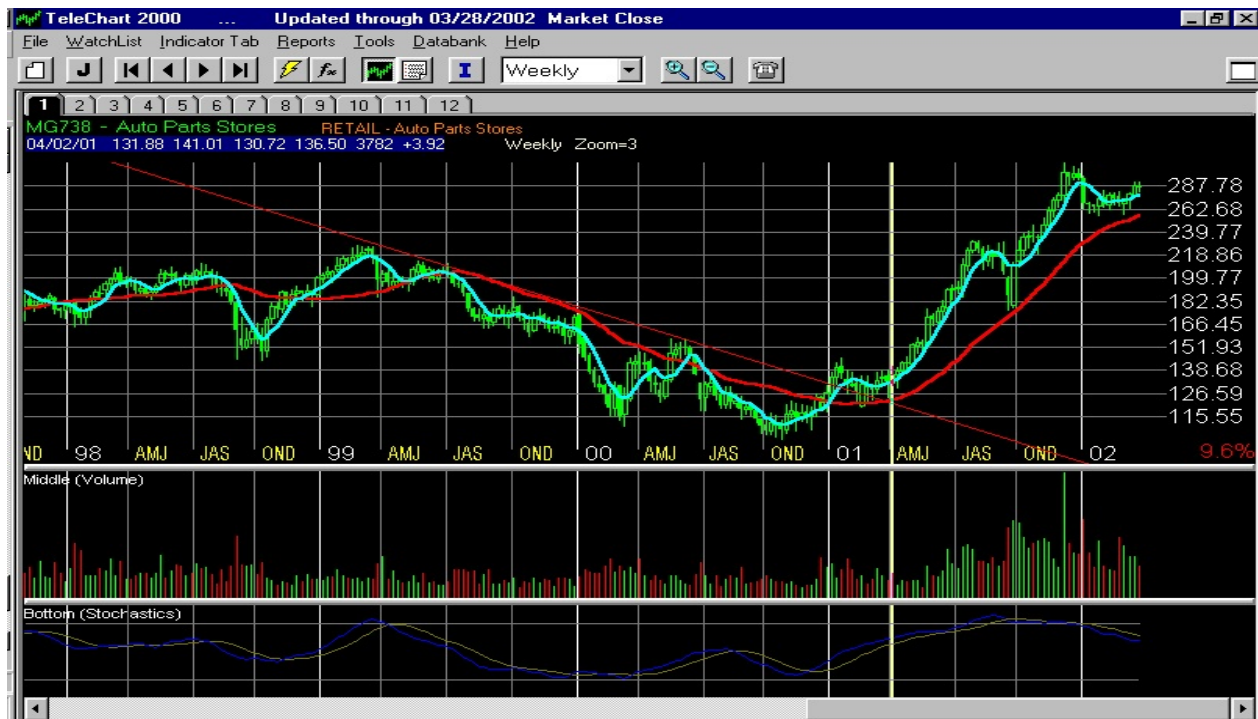 TeleChart 2000 ... Updated through 03/28/2002 Market Close
File WatchList Indicator Tab Reports Tools Databank Help
J Weekly
1 2 3 4 5 6 7 8 9 10 11 12
MG738 - Auto Parts Stores RETAIL - Auto Parts Stores
04/02/01 131.88 141.01 130.72 136.50 3782 +3.92 Weekly Zoom=3
287.78
262.68
239.77
218.86
199.77
182.35
166.45
151.93
138.68
126.59
115.55
ND 98 AMJ JAS OND 99 AMJ JAS OND 00 AMJ JAS OND 01 AMJ JAS OND 02 9.6%
Middle (Volume)
Bottom (Stochastics)